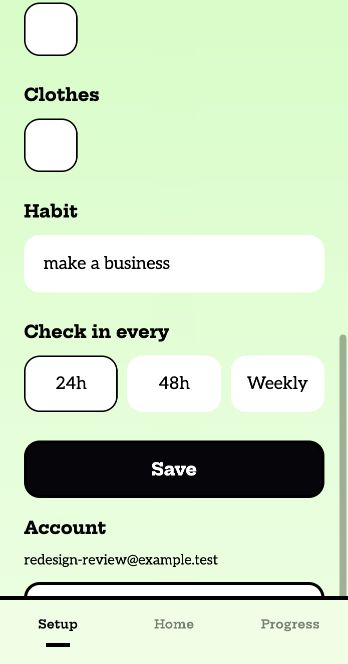 Clothes
Habit
make a business
Check in every
24h 48h Weekly
Save
Account
redesign-review@example.test
Setup Home Progress